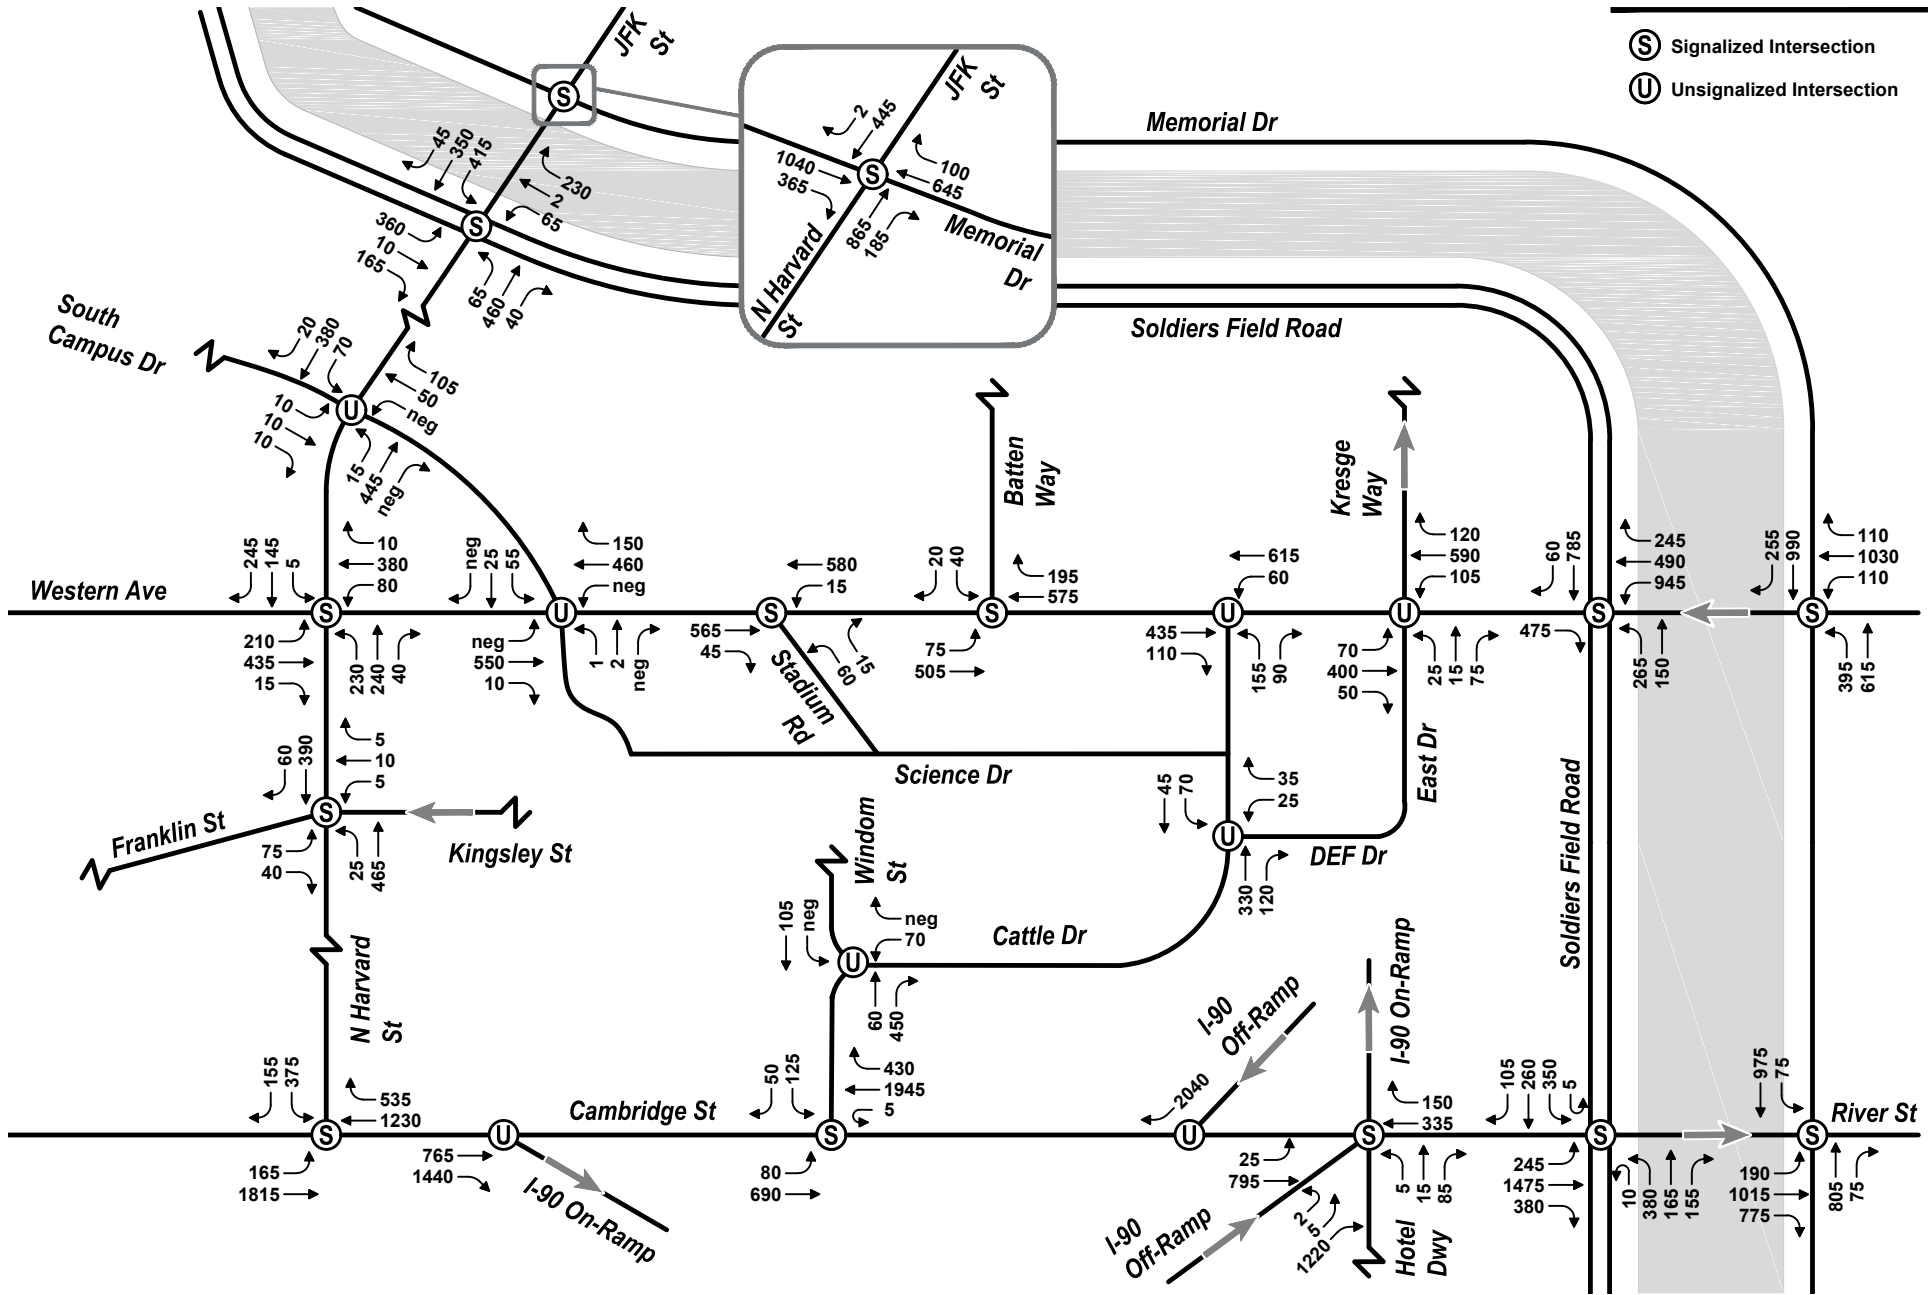 S Signalized Intersection
U Unsignalized Intersection
JFK
St
S
JFK
St
2
445
1040
365
S
100
645
865
185
Memorial
Dr
N Harvard
St
Memorial Dr
Soldiers Field Road
45
350
415
230
2
65
S
360
10
165
65
460
40
South
Campus Dr
20
380
70
105
50
neg
U
10
10
10
15
445
neg
Batten
Way
Kresge
Way
Western Ave
245
145
5
10
380
80
S
210
435
15
230
240
40
neg
25
55
150
460
neg
U
neg
550
10
1
2
neg
580
15
S
565
45
60
15
Stadium
Rd
20
40
195
575
S
75
505
615
60
U
435
110
155
90
120
590
105
U
70
400
50
25
15
75
60
785
245
490
945
S
475
265
150
255
990
110
1030
110
S
395
615
Science Dr
East Dr
Soldiers Field Road
60
390
5
10
5
S
75
40
25
465
Franklin St
Kingsley St
45
70
35
25
U
DEF Dr
330
120
Windom
St
105
neg
neg
70
U
60
450
Cattle Dr
N Harvard
St
155
375
535
1230
S
165
1815
Cambridge St
U
765
1440
I-90 On-Ramp
50
125
430
1945
5
S
80
690
I-90
Off-Ramp
2040
U
I-90 On-Ramp
150
335
S
25
795
2
5
1220
5
15
85
I-90
Off-Ramp
Hotel
Dwy
105
260
350
5
S
245
1475
380
10
380
165
155
975
75
River St
S
190
1015
775
805
75